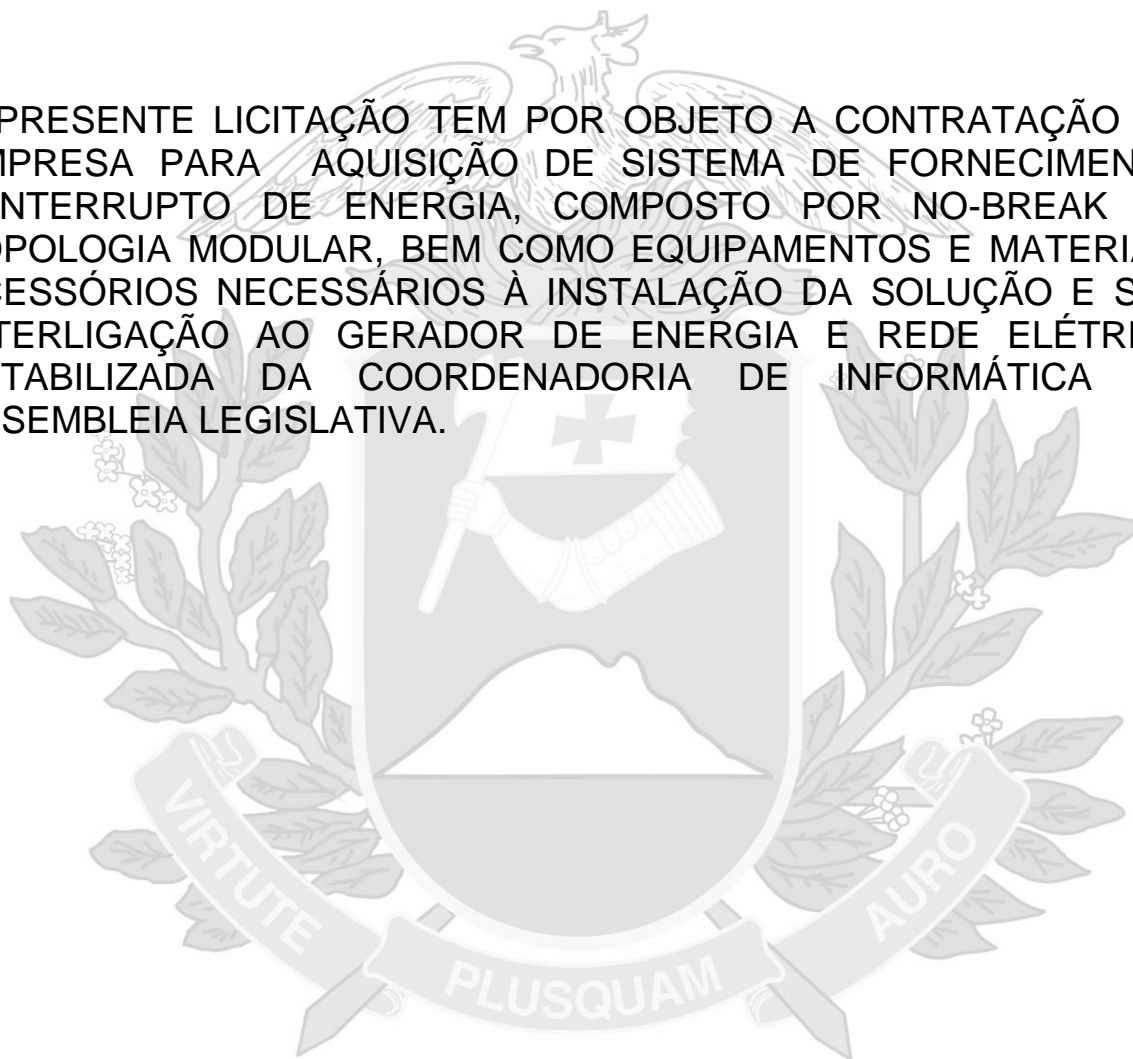 PRESENTE LICITAÇÃO TEM POR OBJETO A CONTRATAÇÃO
MPRESA PARA AQUISIÇÃO DE SISTEMA DE FORNECIMEN
NTERRUPTO DE ENERGIA, COMPOSTO POR NO-BREAK
OPOLOGIA MODULAR, BEM COMO EQUIPAMENTOS E MATERIA
CESSÓRIOS NECESSÁRIOS À INSTALAÇÃO DA SOLUÇÃO E S
TERLIGAÇÃO AO GERADOR DE ENERGIA E REDE ELÉTRI
TABILIZADA DA COORDENADORIA DE INFORMÁTICA
SEMBLEIA LEGISLATIVA.
VIRTUTE
PLUSQUAM
AURO